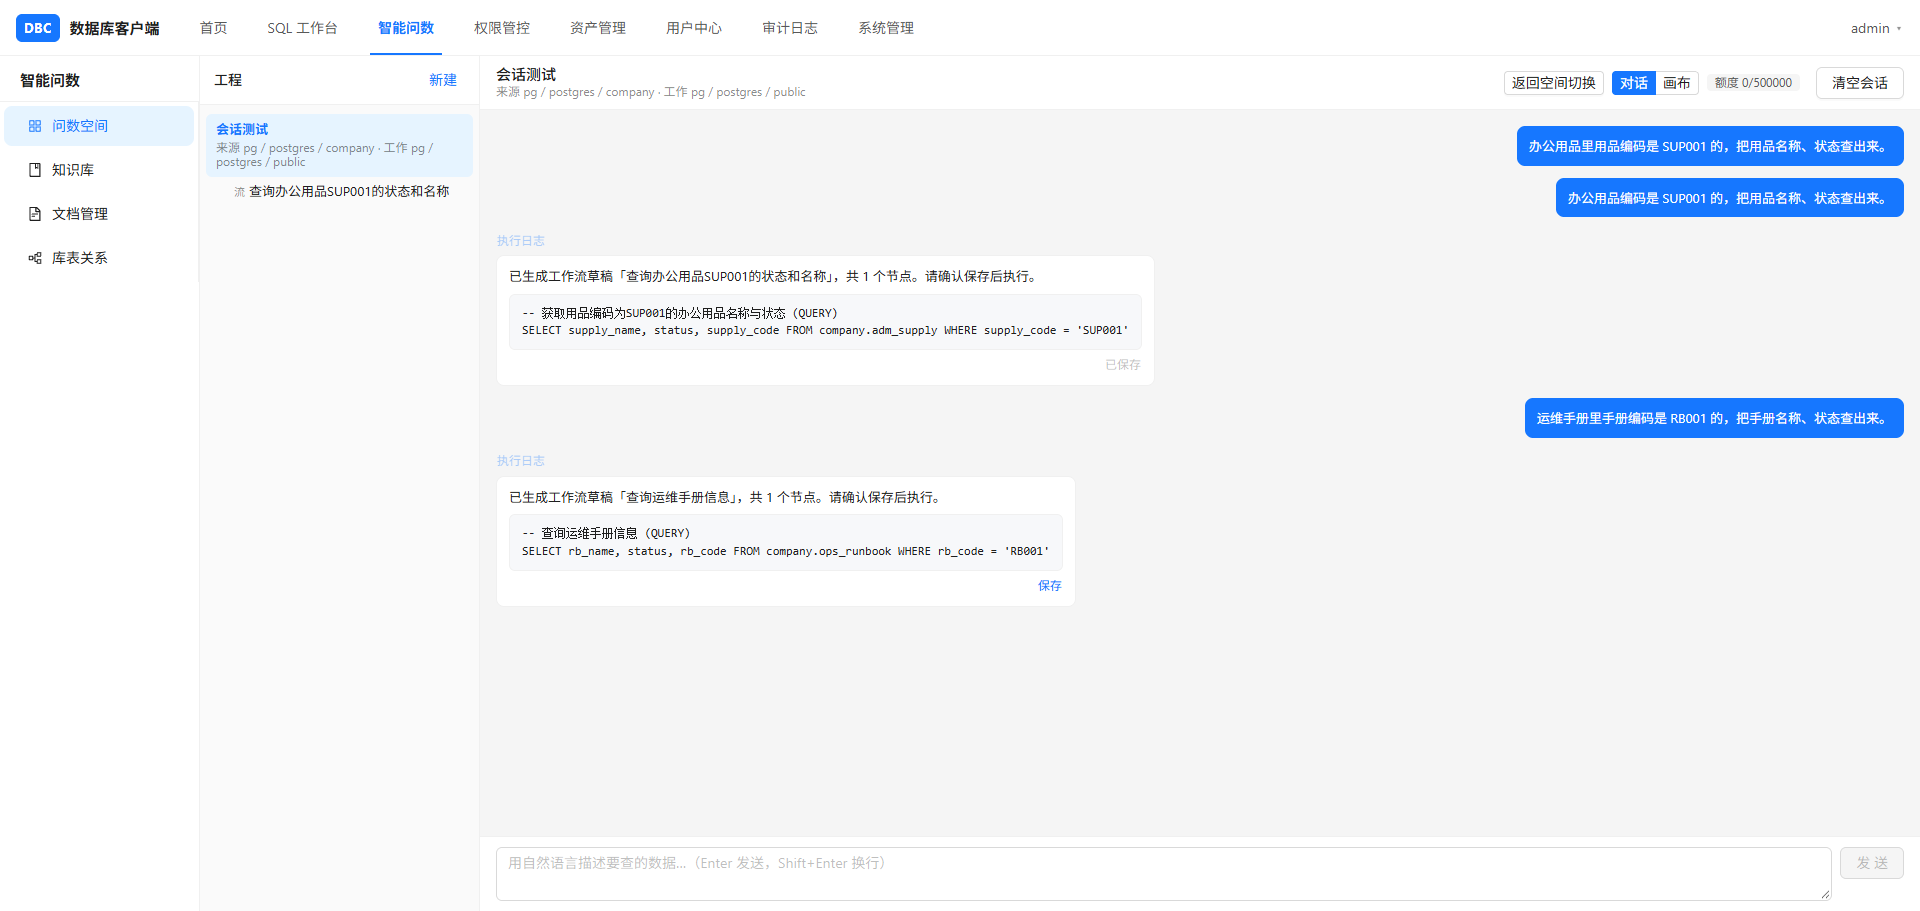 DBC 数据库客户端 首页 SQL 工作台 智能问数 权限管控 资产管理 用户中心 审计日志 系统管理 admin
智能问数
问数空间
知识库
文档管理
库表关系
工程 新建
会话测试
来源 pg / postgres / company · 工作 pg /
postgres / public
流 查询办公用品SUP001的状态和名称
会话测试
来源 pg / postgres / company · 工作 pg / postgres / public
返回空间切换 对话 画布 额度 0/500000 清空会话
办公用品里用品编码是 SUP001 的，把用品名称、状态查出来。
办公用品编码是 SUP001 的，把用品名称、状态查出来。
执行日志
已生成工作流草稿「查询办公用品SUP001的状态和名称」，共 1 个节点。请确认保存后执行。
-- 获取用品编码为SUP001的办公用品名称与状态 (QUERY)
SELECT supply_name, status, supply_code FROM company.adm_supply WHERE supply_code = 'SUP001'
已保存
运维手册里手册编码是 RB001 的，把手册名称、状态查出来。
执行日志
已生成工作流草稿「查询运维手册信息」，共 1 个节点。请确认保存后执行。
-- 查询运维手册信息 (QUERY)
SELECT rb_name, status, rb_code FROM company.ops_runbook WHERE rb_code = 'RB001'
保存
用自然语言描述要查的数据...（Enter 发送，Shift+Enter 换行）
发 送